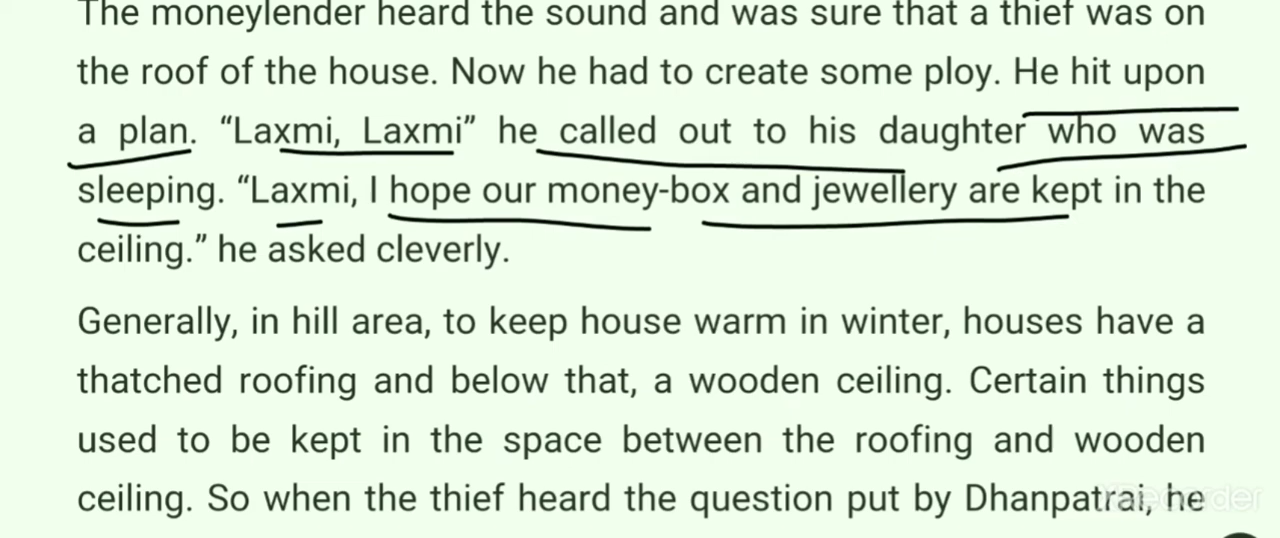 The moneylender heard the sound and was sure that a thief was on
the roof of the house. Now he had to create some ploy. He hit upon
a plan. “Laxmi, Laxmi” he called out to his daughter who was
sleeping. “Laxmi, I hope our money-box and jewellery are kept in the
ceiling.” he asked cleverly.
Generally, in hill area, to keep house warm in winter, houses have a
thatched roofing and below that, a wooden ceiling. Certain things
used to be kept in the space between the roofing and wooden
ceiling. So when the thief heard the question put by Dhanpatrai, he
XRecorder